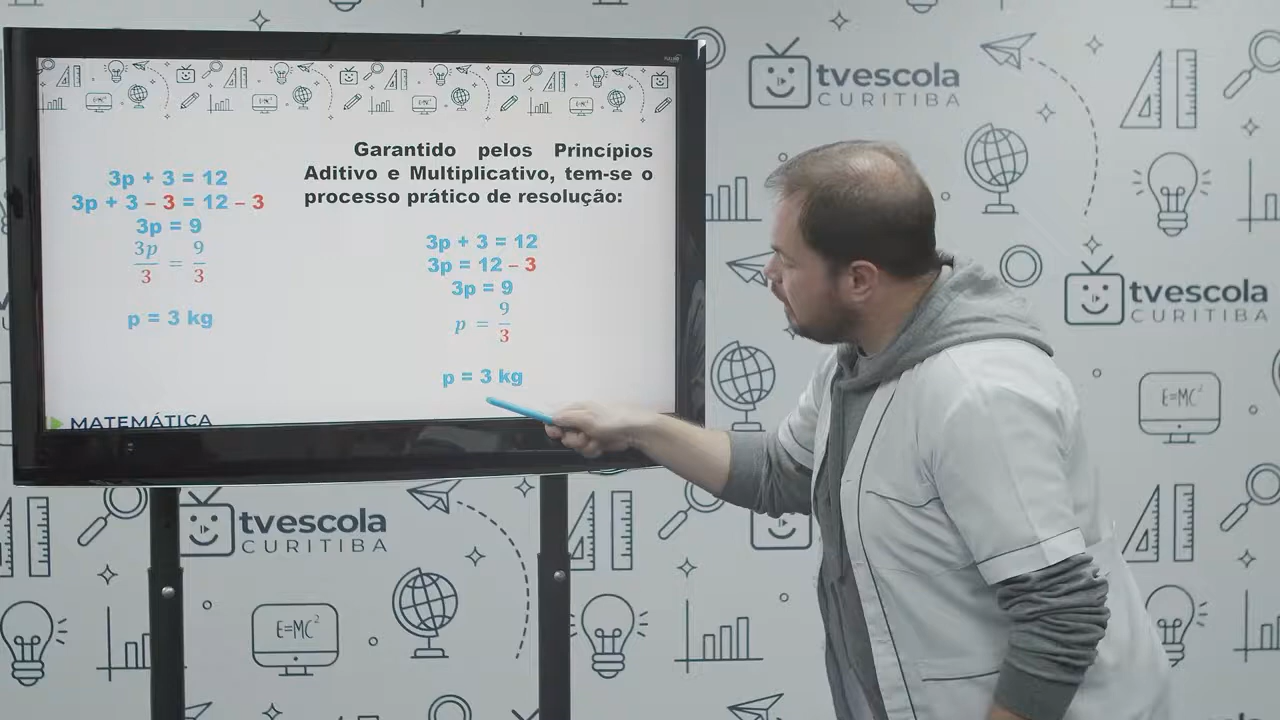 3p + 3 = 12
3p + 3 – 3 = 12 – 3
3p = 9
3p/3 = 9/3
p = 3 kg
Garantido pelos Princípios
Aditivo e Multiplicativo, tem-se o
processo prático de resolução:
3p + 3 = 12
3p = 12 – 3
3p = 9
p = 9/3
p = 3 kg
MATEMÁTICA
tvescola
CURITIBA
tvescola
CURITIBA
E=MC²
tvescola
CURITIBA
E=MC²